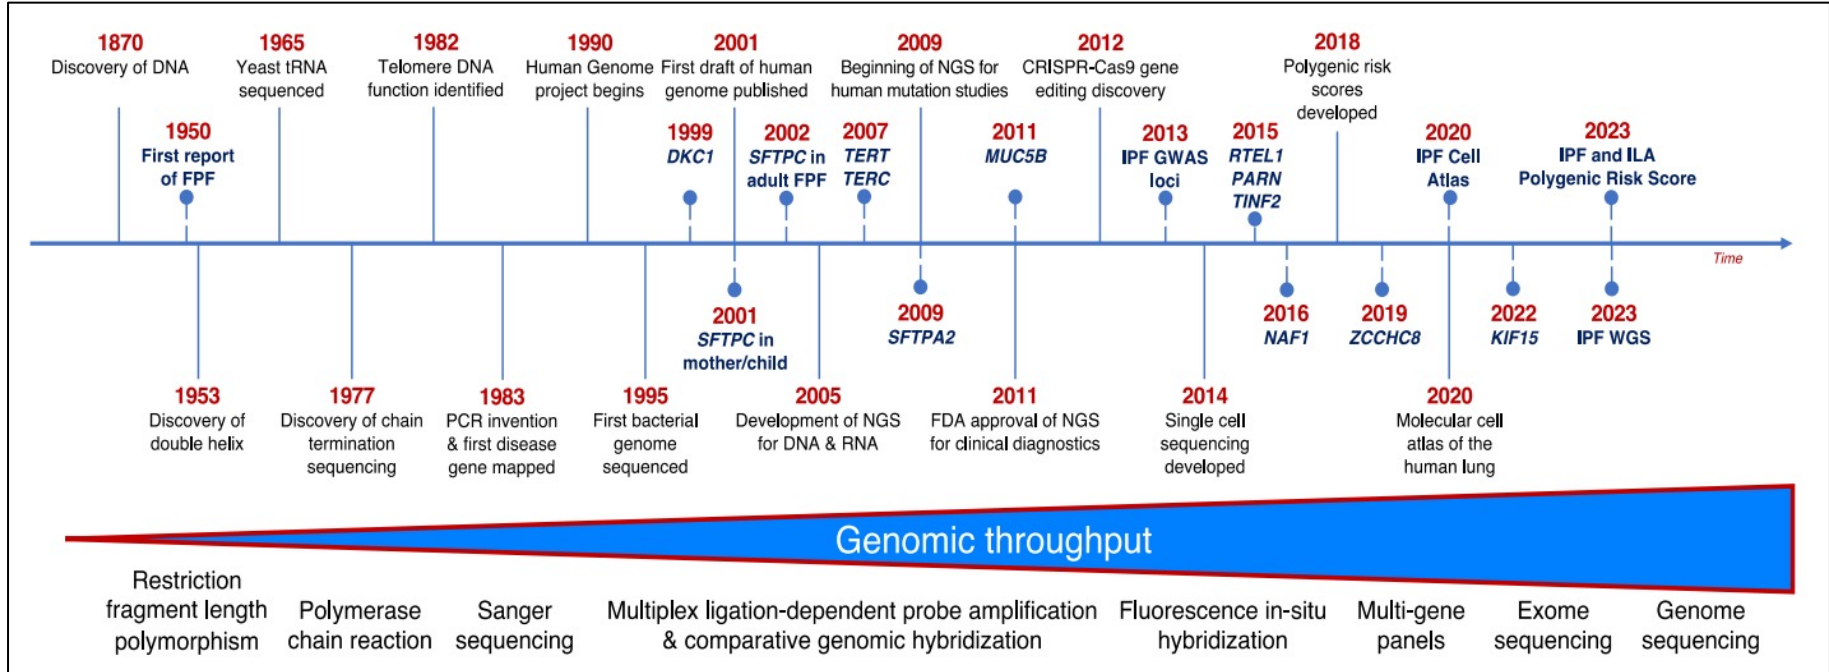 1870
Discovery of DNA
1965
Yeast tRNA
sequenced
1982
Telomere DNA
function identified
1990
Human Genome
project begins
2001
First draft of human
genome published
2009
Beginning of NGS for
human mutation studies
2012
CRISPR-Cas9 gene
editing discovery
2018
Polygenic risk
scores
developed
1950
First report
of FPF
1999
DKC1
2002
SFTPC in
adult FPF
2007
TERT
TERC
2011
MUC5B
2013
IPF GWAS
loci
2015
RTEL1
PARN
TINF2
2020
IPF Cell
Atlas
2023
IPF and ILA
Polygenic Risk Score
Time
2001
SFTPC in
mother/child
2009
SFTPA2
2016
NAF1
2019
ZCCHC8
2022
KIF15
2023
IPF WGS
1953
Discovery of
double helix
1977
Discovery of chain
termination
sequencing
1983
PCR invention
& first disease
gene mapped
1995
First bacterial
genome
sequenced
2005
Development of NGS
for DNA & RNA
2011
FDA approval of NGS
for clinical diagnostics
2014
Single cell
sequencing
developed
2020
Molecular cell
atlas of the
human lung
Genomic throughput
Restriction
fragment length
polymorphism
Polymerase
chain reaction
Sanger
sequencing
Multiplex ligation-dependent probe amplification
& comparative genomic hybridization
Fluorescence in-situ
hybridization
Multi-gene
panels
Exome
sequencing
Genome
sequencing